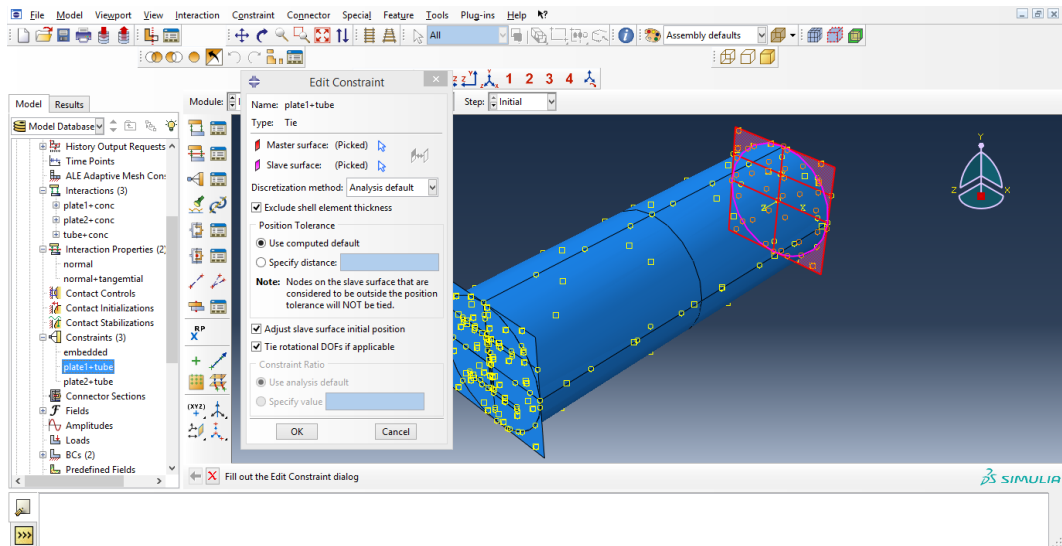 File Model Viewport View Interaction Constraint Connector Special Feature Tools Plug-ins Help
All
Assembly defaults
Edit Constraint
1 2 3 4
Model Results
Module:
Step: Initial
Model Database
History Output Requests
Time Points
ALE Adaptive Mesh Con
Interactions (3)
plate1+conc
plate2+conc
tube+conc
Interaction Properties (2
normal
normal+tangemtial
Contact Controls
Contact Initializations
Contact Stabilizations
Constraints (3)
embedded
plate1+tube
plate2+tube
Connector Sections
Fields
Amplitudes
Loads
BCs (2)
Predefined Fields
RP
(XYZ)
Name: plate1+tube
Type: Tie
Master surface: (Picked)
Slave surface: (Picked)
Discretization method: Analysis default
Exclude shell element thickness
Position Tolerance
Use computed default
Specify distance:
Note: Nodes on the slave surface that are
considered to be outside the position
tolerance will NOT be tied.
Adjust slave surface initial position
Tie rotational DOFs if applicable
Constraint Ratio
Use analysis default
Specify value
OK Cancel
Y
Z X
Z X
Fill out the Edit Constraint dialog
SIMULIA
>>>